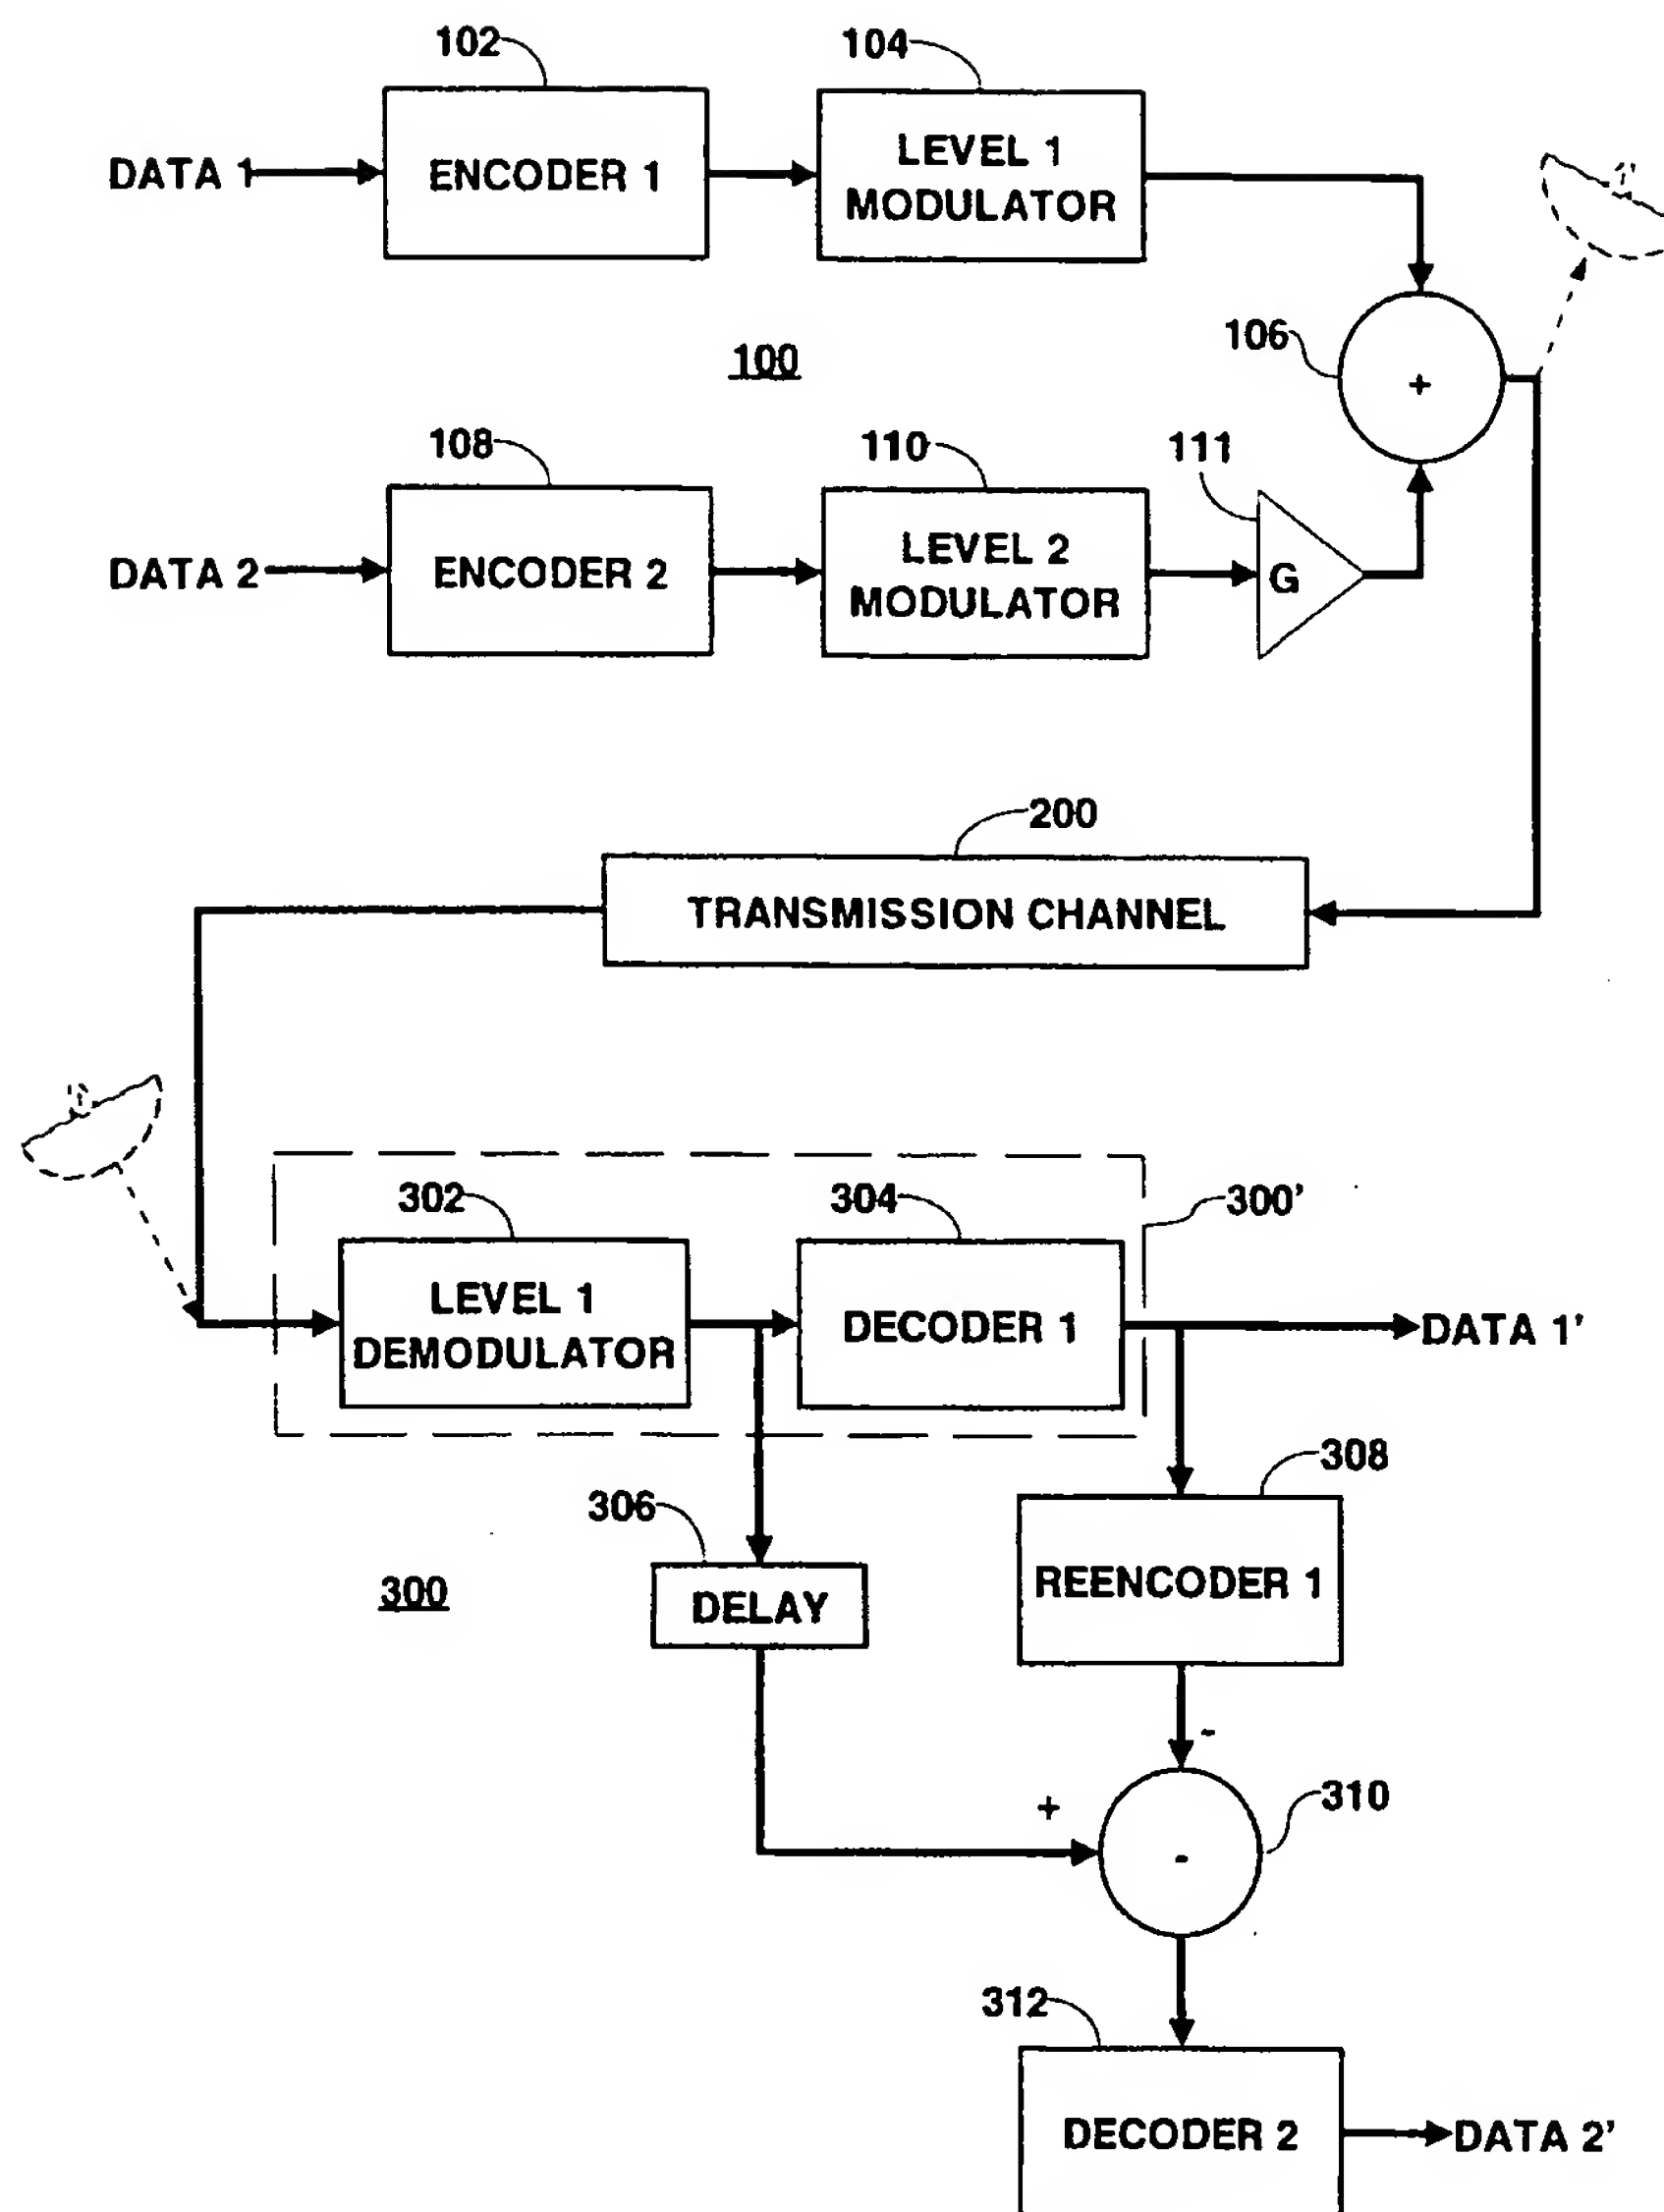 102
104
DATA 1
ENCODER 1
LEVEL 1
MODULATOR
106
+
100
108
110
111
DATA 2
ENCODER 2
LEVEL 2
MODULATOR
G
200
TRANSMISSION CHANNEL
302
304
300'
LEVEL 1
DEMODULATOR
DECODER 1
DATA 1'
308
306
REENCODER 1
300
DELAY
-
+
310
-
312
DECODER 2
DATA 2'